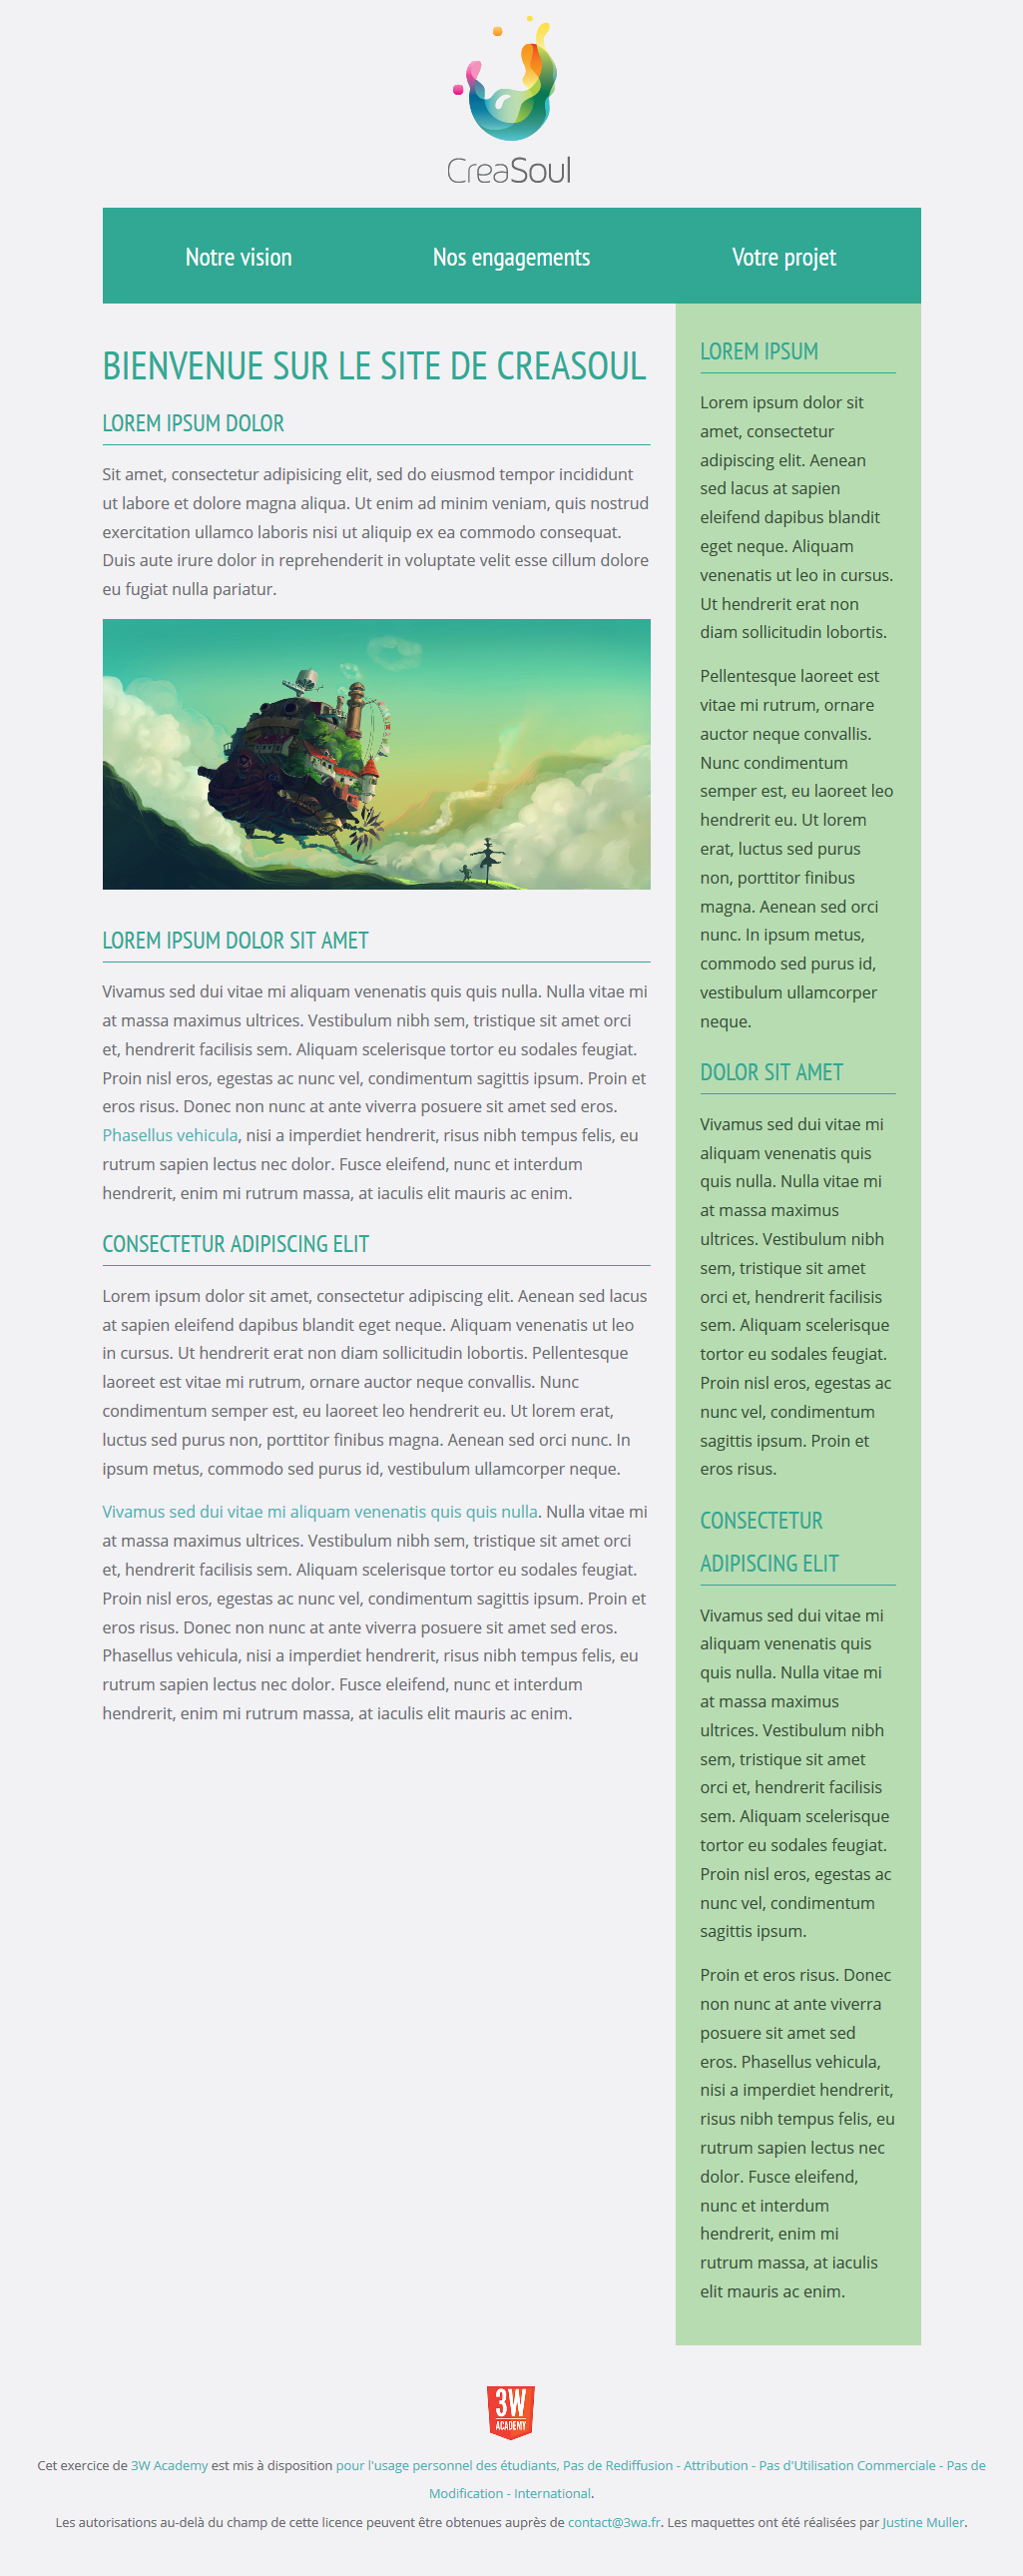 CreaSoul
Notre vision
Nos engagements
Votre projet
BIENVENUE SUR LE SITE DE CREASOUL
LOREM IPSUM DOLOR
Sit amet, consectetur adipisicing elit, sed do eiusmod tempor incididunt
ut labore et dolore magna aliqua. Ut enim ad minim veniam, quis nostrud
exercitation ullamco laboris nisi ut aliquip ex ea commodo consequat.
Duis aute irure dolor in reprehenderit in voluptate velit esse cillum dolore
eu fugiat nulla pariatur.
LOREM IPSUM DOLOR SIT AMET
Vivamus sed dui vitae mi aliquam venenatis quis quis nulla. Nulla vitae mi
at massa maximus ultrices. Vestibulum nibh sem, tristique sit amet orci
et, hendrerit facilisis sem. Aliquam scelerisque tortor eu sodales feugiat.
Proin nisl eros, egestas ac nunc vel, condimentum sagittis ipsum. Proin et
eros risus. Donec non nunc at ante viverra posuere sit amet sed eros.
Phasellus vehicula, nisi a imperdiet hendrerit, risus nibh tempus felis, eu
rutrum sapien lectus nec dolor. Fusce eleifend, nunc et interdum
hendrerit, enim mi rutrum massa, at iaculis elit mauris ac enim.
CONSECTETUR ADIPISCING ELIT
Lorem ipsum dolor sit amet, consectetur adipiscing elit. Aenean sed lacus
at sapien eleifend dapibus blandit eget neque. Aliquam venenatis ut leo
in cursus. Ut hendrerit erat non diam sollicitudin lobortis. Pellentesque
laoreet est vitae mi rutrum, ornare auctor neque convallis. Nunc
condimentum semper est, eu laoreet leo hendrerit eu. Ut lorem erat,
luctus sed purus non, porttitor finibus magna. Aenean sed orci nunc. In
ipsum metus, commodo sed purus id, vestibulum ullamcorper neque.
Vivamus sed dui vitae mi aliquam venenatis quis quis nulla. Nulla vitae mi
at massa maximus ultrices. Vestibulum nibh sem, tristique sit amet orci
et, hendrerit facilisis sem. Aliquam scelerisque tortor eu sodales feugiat.
Proin nisl eros, egestas ac nunc vel, condimentum sagittis ipsum. Proin et
eros risus. Donec non nunc at ante viverra posuere sit amet sed eros.
Phasellus vehicula, nisi a imperdiet hendrerit, risus nibh tempus felis, eu
rutrum sapien lectus nec dolor. Fusce eleifend, nunc et interdum
hendrerit, enim mi rutrum massa, at iaculis elit mauris ac enim.
LOREM IPSUM
Lorem ipsum dolor sit
amet, consectetur
adipiscing elit. Aenean
sed lacus at sapien
eleifend dapibus blandit
eget neque. Aliquam
venenatis ut leo in cursus.
Ut hendrerit erat non
diam sollicitudin lobortis.
Pellentesque laoreet est
vitae mi rutrum, ornare
auctor neque convallis.
Nunc condimentum
semper est, eu laoreet leo
hendrerit eu. Ut lorem
erat, luctus sed purus
non, porttitor finibus
magna. Aenean sed orci
nunc. In ipsum metus,
commodo sed purus id,
vestibulum ullamcorper
neque.
DOLOR SIT AMET
Vivamus sed dui vitae mi
aliquam venenatis quis
quis nulla. Nulla vitae mi
at massa maximus
ultrices. Vestibulum nibh
sem, tristique sit amet
orci et, hendrerit facilisis
sem. Aliquam scelerisque
tortor eu sodales feugiat.
Proin nisl eros, egestas ac
nunc vel, condimentum
sagittis ipsum. Proin et
eros risus.
CONSECTETUR
ADIPISCING ELIT
Vivamus sed dui vitae mi
aliquam venenatis quis
quis nulla. Nulla vitae mi
at massa maximus
ultrices. Vestibulum nibh
sem, tristique sit amet
orci et, hendrerit facilisis
sem. Aliquam scelerisque
tortor eu sodales feugiat.
Proin nisl eros, egestas ac
nunc vel, condimentum
sagittis ipsum.
Proin et eros risus. Donec
non nunc at ante viverra
posuere sit amet sed
eros. Phasellus vehicula,
nisi a imperdiet hendrerit,
risus nibh tempus felis, eu
rutrum sapien lectus nec
dolor. Fusce eleifend,
nunc et interdum
hendrerit, enim mi
rutrum massa, at iaculis
elit mauris ac enim.
3W
ACADEMY
Cet exercice de 3W Academy est mis à disposition pour l'usage personnel des étudiants, Pas de Rediffusion - Attribution - Pas d'Utilisation Commerciale - Pas de
Modification - International.
Les autorisations au-delà du champ de cette licence peuvent être obtenues auprès de contact@3wa.fr. Les maquettes ont été réalisées par Justine Muller.